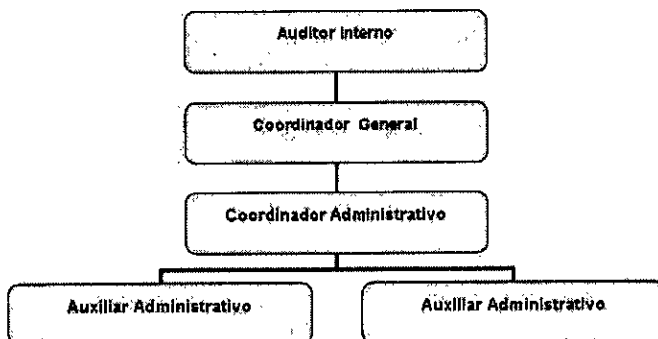 Auditor Interno
Coordinador General
Coordinador Administrativo
Auxiliar Administrativo
Auxiliar Administrativo